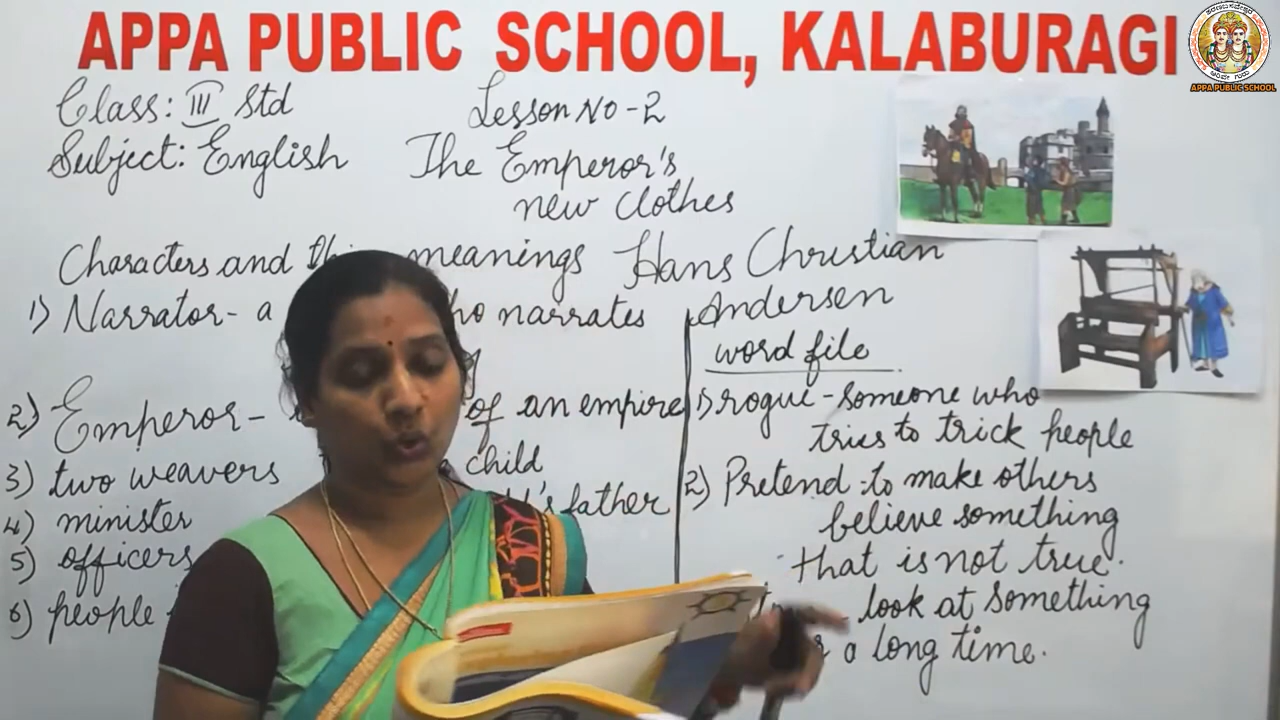 APPA PUBLIC SCHOOL, KALABURAGI
APPA PUBLIC SCHOOL
Class: III Std
Lesson No - 2
Subject: English
The Emperor's
new clothes
Characters and meanings
Hans Christian
Andersen
1) Narrator - a narrates
2) Emperor - of an empire
3) two weavers child
4) minister father
5) officers
6) people
word file
1) rogue - someone who
tries to trick people
2) Pretend - to make others
believe something
that is not true.
look at something
a long time.